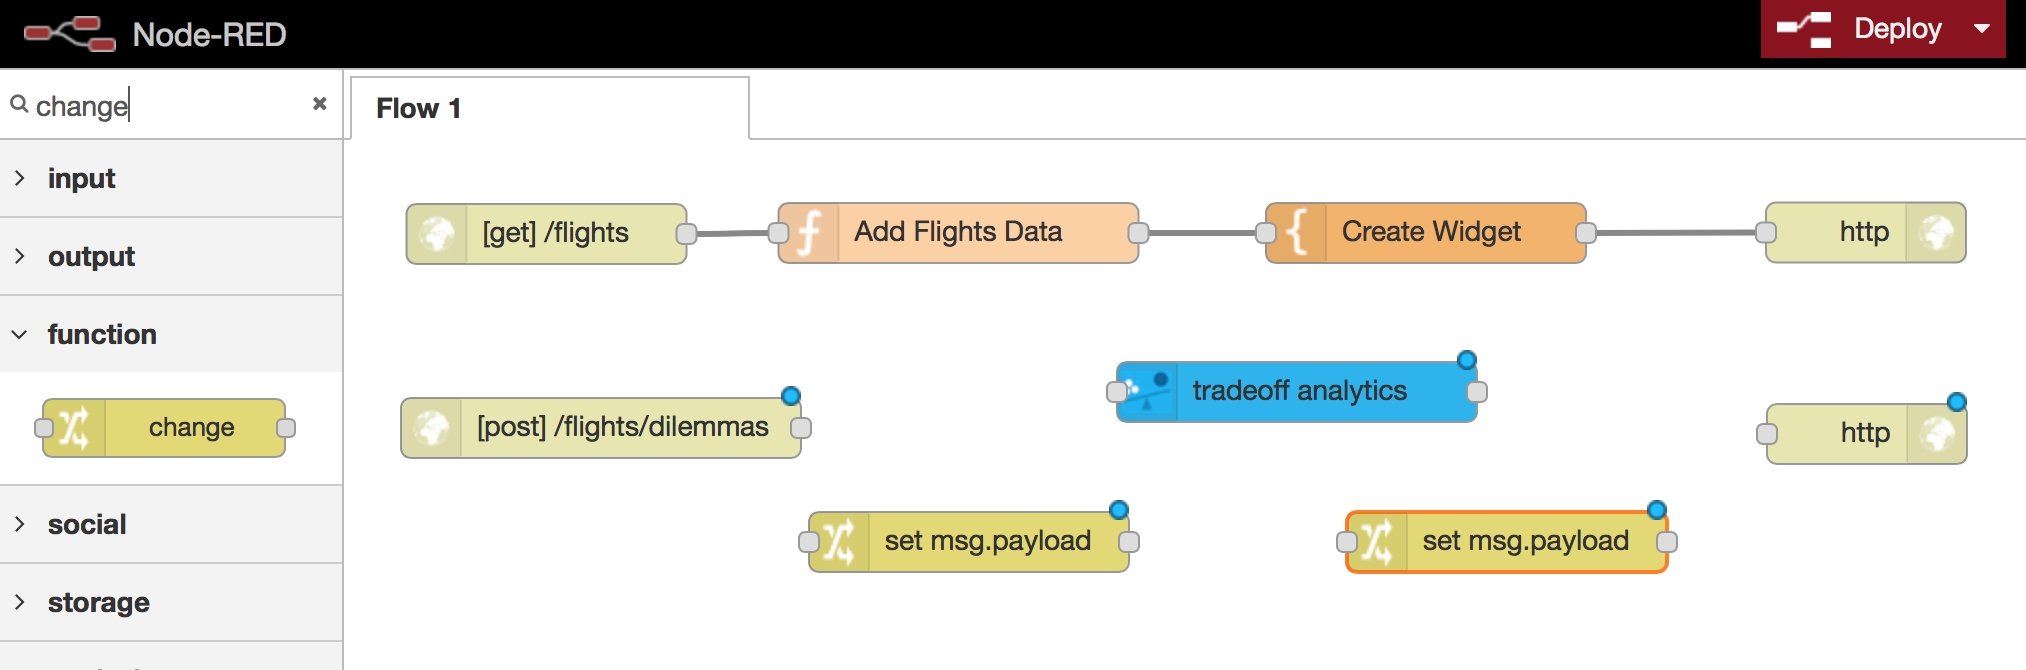 Node-RED
Deploy
change
Flow 1
input
output
function
change
social
storage
[get] /flights
Add Flights Data
Create Widget
http
tradeoff analytics
[post] /flights/dilemmas
http
set msg.payload
set msg.payload